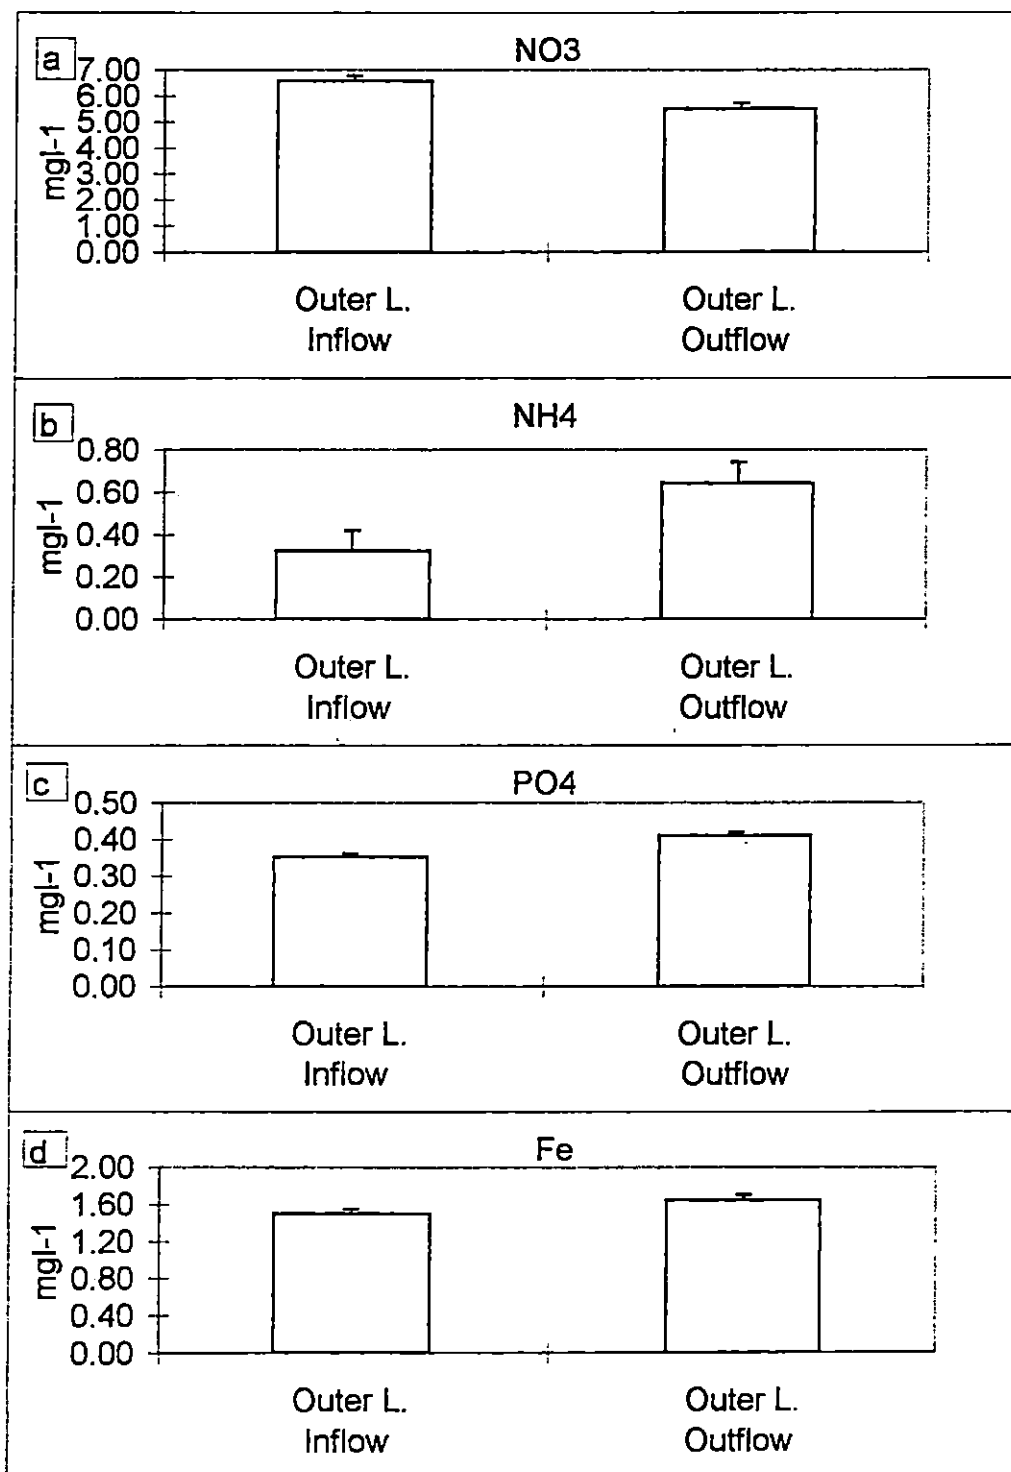 a
NO3
mgl-1
7.00
6.00
5.00
4.00
3.00
2.00
1.00
0.00
Outer L.
Inflow
Outer L.
Outflow
b
NH4
mgl-1
0.80
0.60
0.40
0.20
0.00
Outer L.
Inflow
Outer L.
Outflow
c
PO4
mgl-1
0.50
0.40
0.30
0.20
0.10
0.00
Outer L.
Inflow
Outer L.
Outflow
d
Fe
mgl-1
2.00
1.60
1.20
0.80
0.40
0.00
Outer L.
Inflow
Outer L.
Outflow